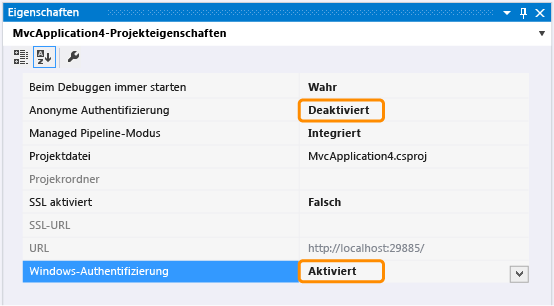 Eigenschaften
MvcApplication4-Projekteigenschaften
Beim Debuggen immer starten Wahr
Anonyme Authentifizierung Deaktiviert
Managed Pipeline-Modus Integriert
Projektdatei MvcApplication4.csproj
Projektordner
SSL aktiviert Falsch
SSL-URL
URL http://localhost:29885/
Windows-Authentifizierung Aktiviert